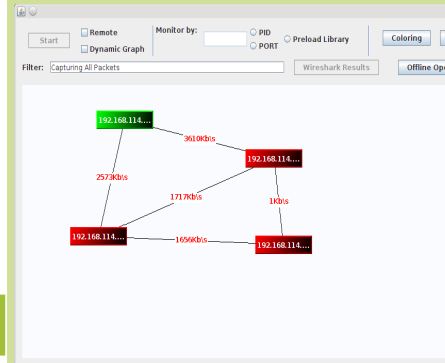 Remote
Monitor by:
PID
Start
Preload Library
Coloring
Dynamic Graph
PORT
Filter:
Capturing All Packets
Wireshark Results
Offline Ope
192.168.114....
3610Kb\s
192.168.114....
2573Kb\s
1717Kb\s
1Kb\s
192.168.114....
1656Kb\s
192.168.114....